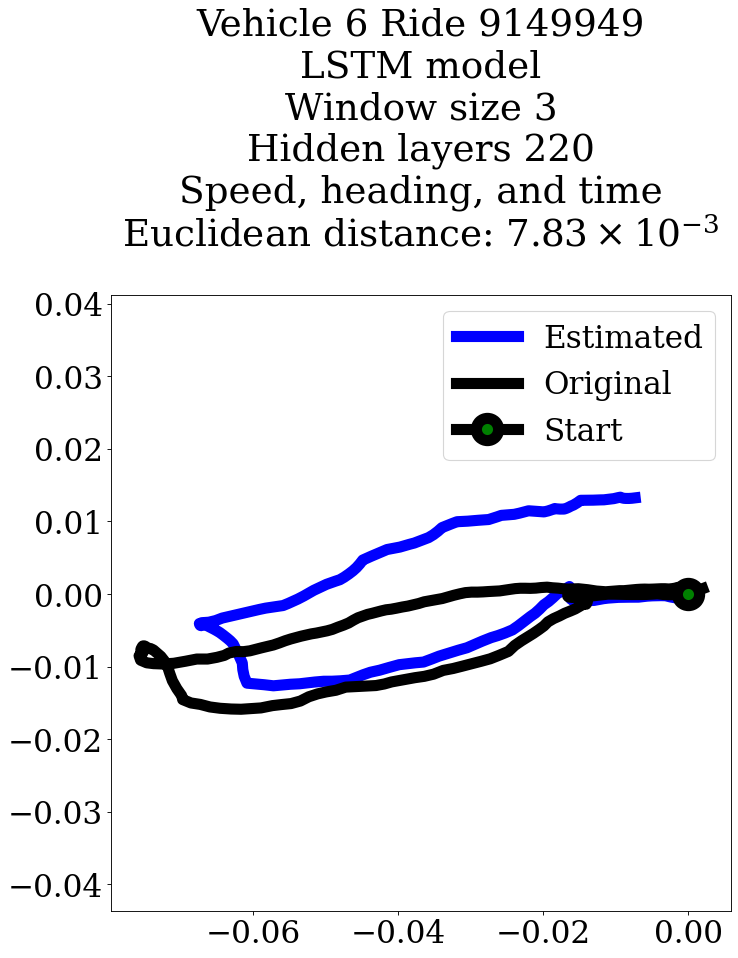 Vehicle 6 Ride 9149949
LSTM model
Window size 3
Hidden layers 220
Speed, heading, and time
Euclidean distance: 7.83 × 10⁻³
Estimated
Original
Start
0.04
0.03
0.02
0.01
0.00
−0.01
−0.02
−0.03
−0.04
−0.06 −0.04 −0.02 0.00